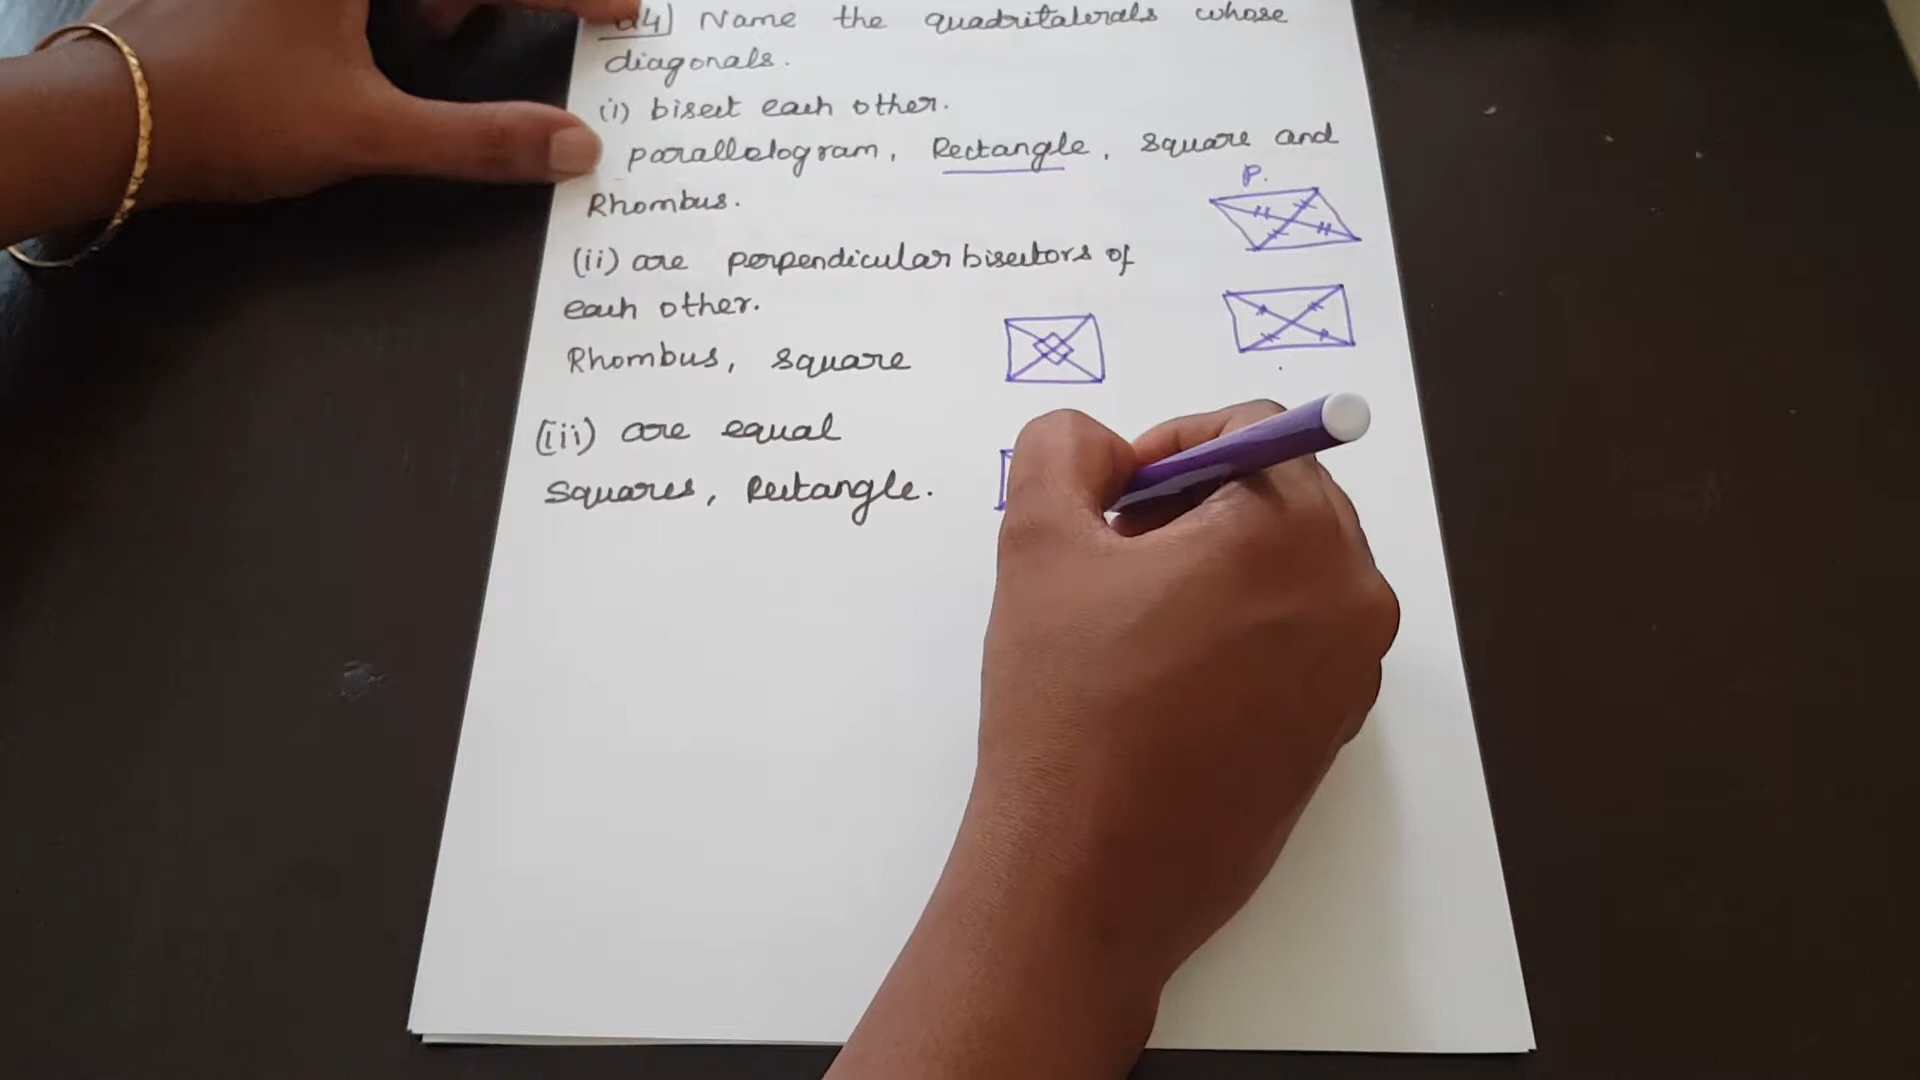 Q4) Name the quadritalerals whose
diagonals.
(i) bisect each other.
parallelogram, Rectangle, square and
Rhombus.
P.
(ii) are perpendicular bisectors of
each other.
Rhombus, square
(iii) are equal
squares, Rectangle.